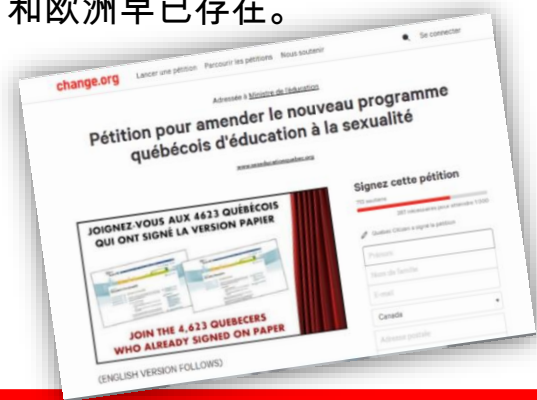 和欧洲早已存在。
change.org Lancer une pétition Parcourir les pétitions Nous soutenir Se connecter
Adressée à Ministre de l'éducation
Pétition pour amender le nouveau programme
québécois d'éducation à la sexualité
JOIGNEZ-VOUS AUX 4623 QUÉBÉCOIS
QUI ONT SIGNÉ LA VERSION PAPIER
JOIN THE 4,623 QUEBECERS
WHO ALREADY SIGNED ON PAPER
(ENGLISH VERSION FOLLOWS)
Signez cette pétition
Prénom
Nom de famille
E-mail
Canada
Adresse postale